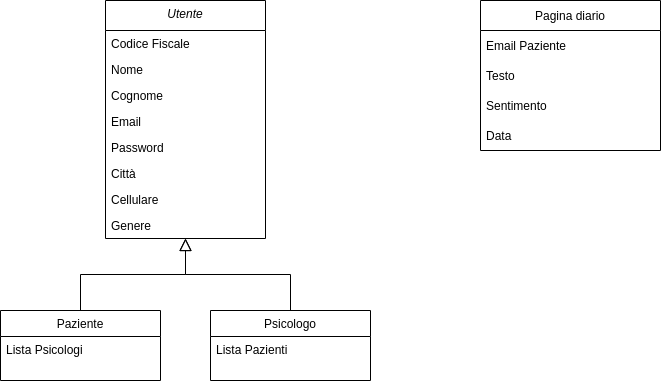 Utente
Codice Fiscale
Nome
Cognome
Email
Password
Città
Cellulare
Genere
Pagina diario
Email Paziente
Testo
Sentimento
Data
Paziente
Lista Psicologi
Psicologo
Lista Pazienti